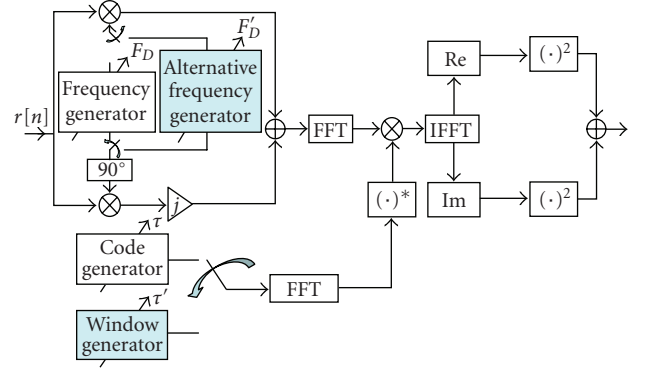 F_D
F'_D
Frequency
generator
Alternative
frequency
generator
r[n]
90°
j
FFT
IFFT
Re
(·)²
Im
(·)²
(·)*
τ
Code
generator
FFT
τ′
Window
generator